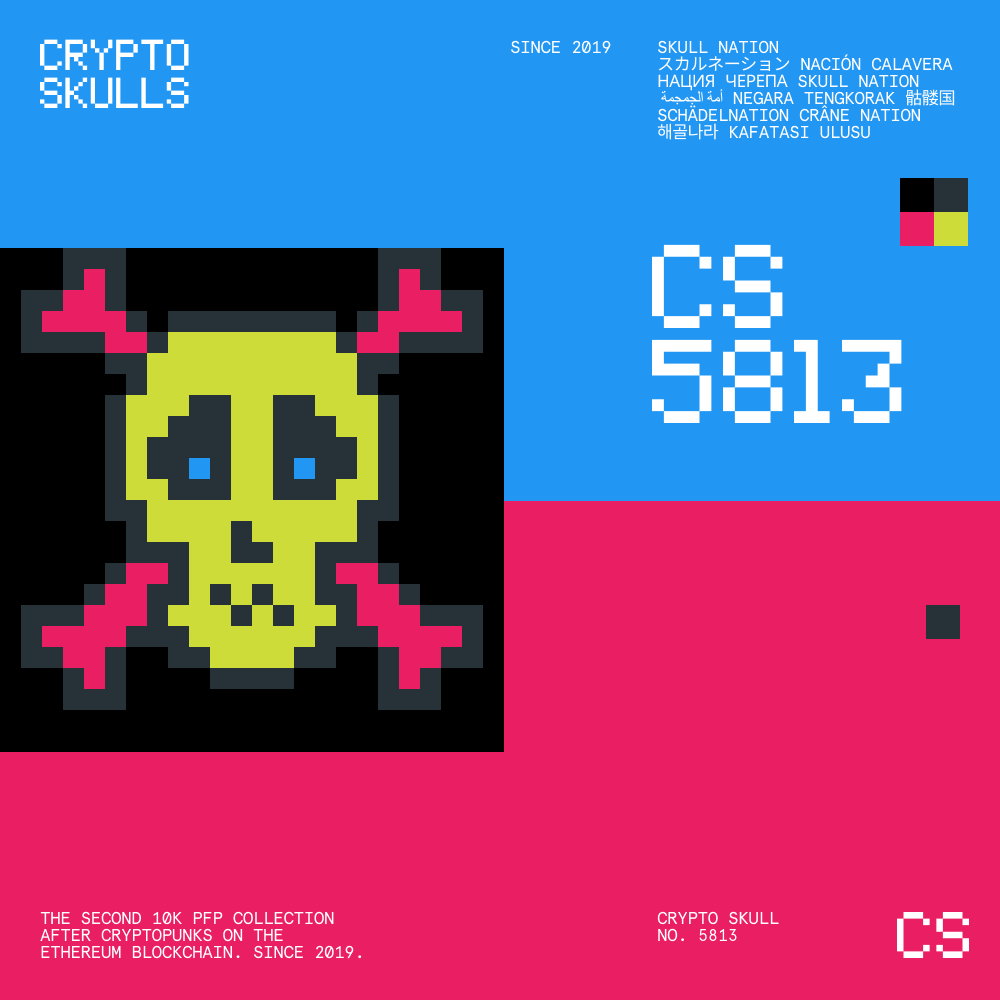 CRYPTO
SKULLS
SINCE 2019
SKULL NATION
スカルネーション NACIÓN CALAVERA
НАЦИЯ ЧЕРЕПА SKULL NATION
أمة الجمجمة NEGARA TENGKORAK 骷髅国
SCHÄDELNATION CRÂNE NATION
해골나라 KAFATASI ULUSU
CS
5813
THE SECOND 10K PFP COLLECTION
AFTER CRYPTOPUNKS ON THE
ETHEREUM BLOCKCHAIN. SINCE 2019.
CRYPTO SKULL
NO. 5813
CS